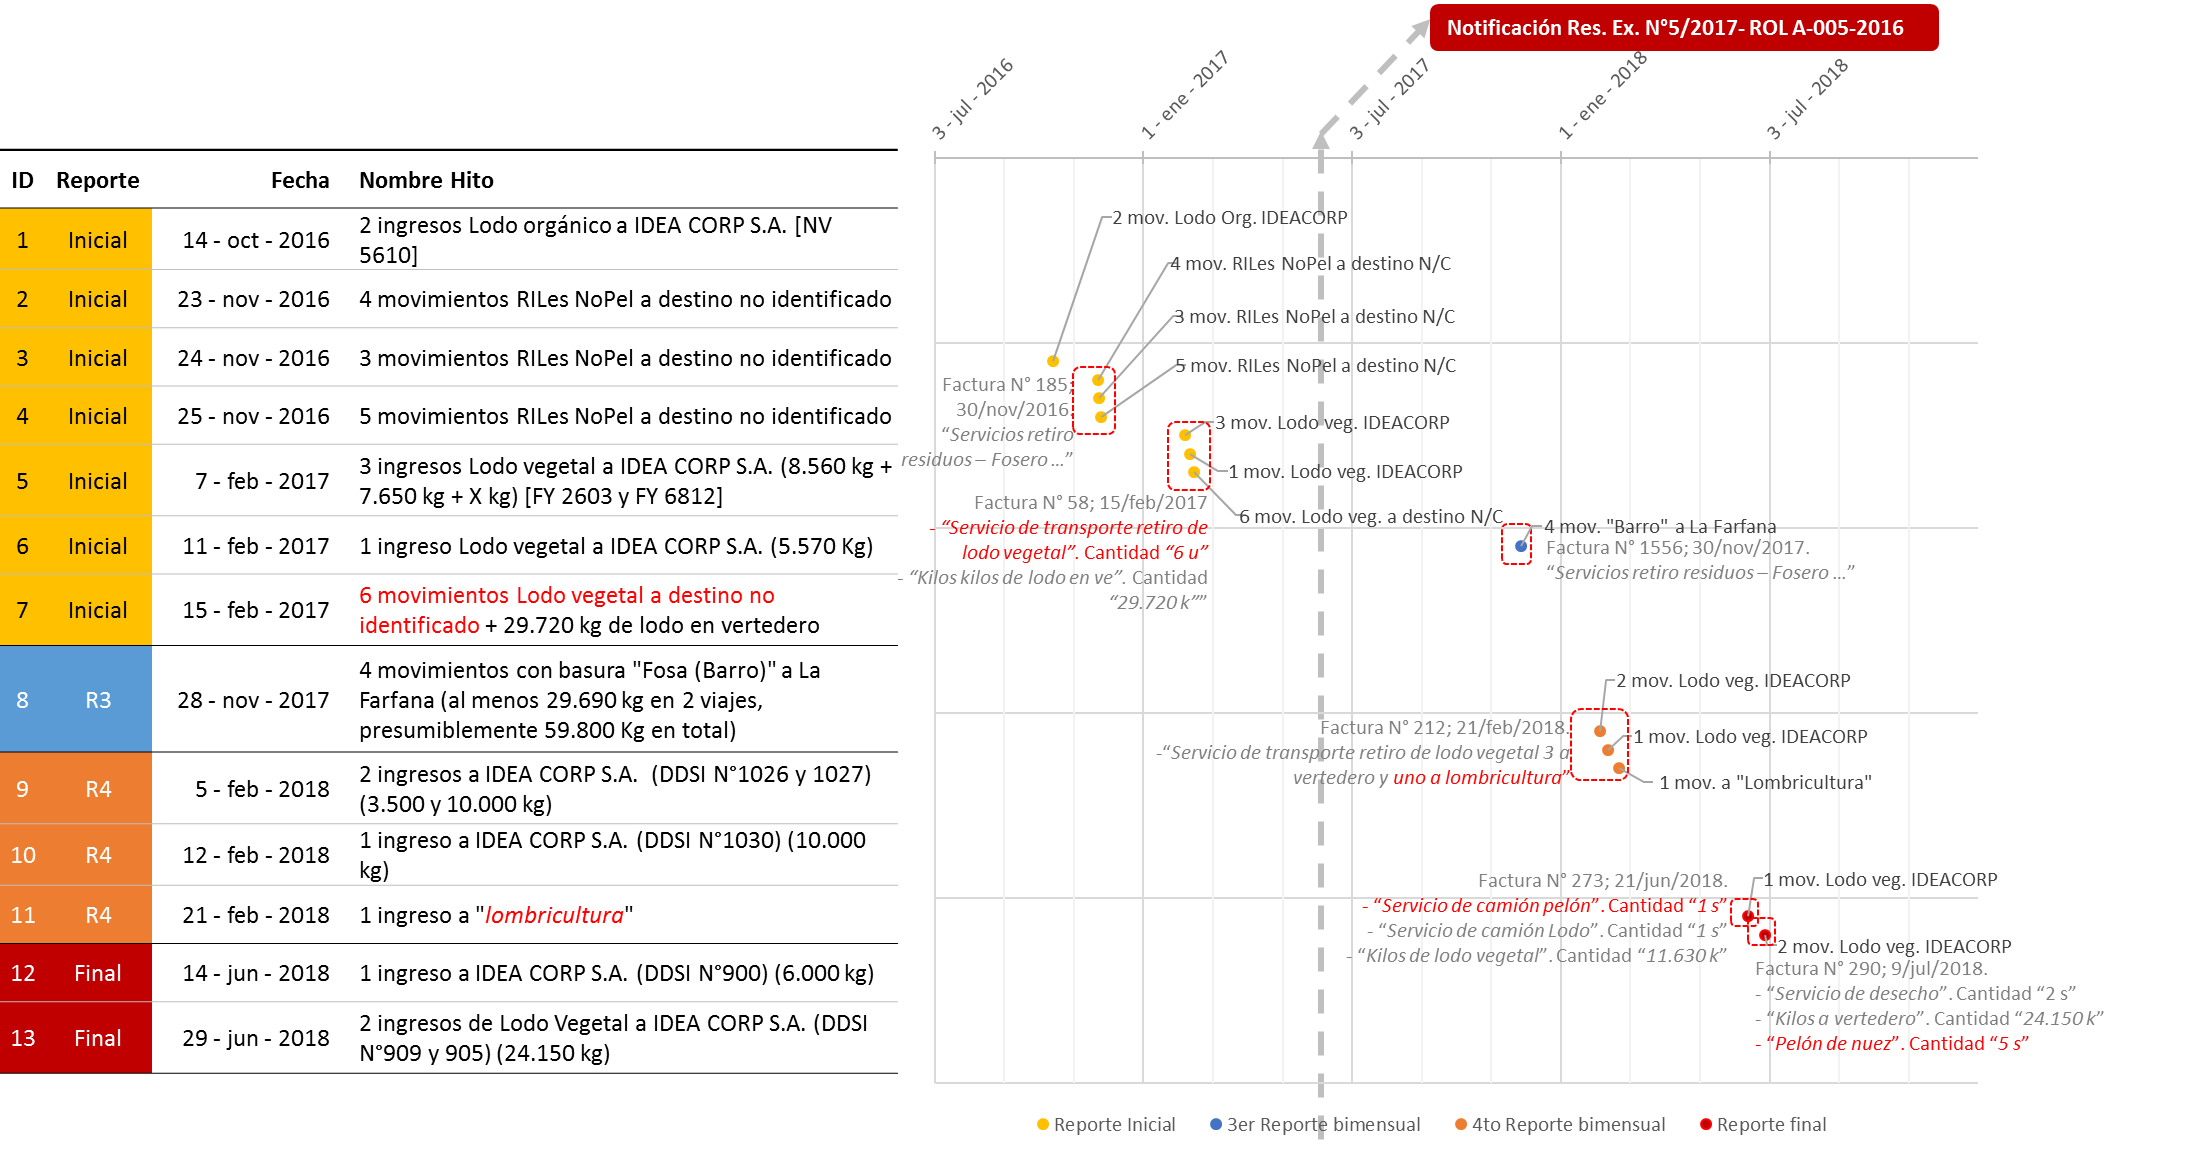 Notificación Res. Ex. N°5/2017- ROL A-005-2016
3 - jul - 2016
1 - ene - 2017
3 - jul - 2017
1 - ene - 2018
3 - jul - 2018
ID Reporte Fecha Nombre Hito
1 Inicial 14 - oct - 2016 2 ingresos Lodo orgánico a IDEA CORP S.A. [NV
5610]
2 Inicial 23 - nov - 2016 4 movimientos RILes NoPel a destino no identificado
3 Inicial 24 - nov - 2016 3 movimientos RILes NoPel a destino no identificado
4 Inicial 25 - nov - 2016 5 movimientos RILes NoPel a destino no identificado
5 Inicial 7 - feb - 2017 3 ingresos Lodo vegetal a IDEA CORP S.A. (8.560 kg +
7.650 kg + X kg) [FY 2603 y FY 6812]
6 Inicial 11 - feb - 2017 1 ingreso Lodo vegetal a IDEA CORP S.A. (5.570 Kg)
7 Inicial 15 - feb - 2017 6 movimientos Lodo vegetal a destino no
identificado + 29.720 kg de lodo en vertedero
8 R3 28 - nov - 2017 4 movimientos con basura "Fosa (Barro)" a La
Farfana (al menos 29.690 kg en 2 viajes,
presumiblemente 59.800 Kg en total)
9 R4 5 - feb - 2018 2 ingresos a IDEA CORP S.A. (DDSI N°1026 y 1027)
(3.500 y 10.000 kg)
10 R4 12 - feb - 2018 1 ingreso a IDEA CORP S.A. (DDSI N°1030) (10.000
kg)
11 R4 21 - feb - 2018 1 ingreso a "lombricultura"
12 Final 14 - jun - 2018 1 ingreso a IDEA CORP S.A. (DDSI N°900) (6.000 kg)
13 Final 29 - jun - 2018 2 ingresos de Lodo Vegetal a IDEA CORP S.A. (DDSI
N°909 y 905) (24.150 kg)
2 mov. Lodo Org. IDEACORP
4 mov. RILes NoPel a destino N/C
3 mov. RILes NoPel a destino N/C
5 mov. RILes NoPel a destino N/C
Factura N° 185;
30/nov/2016.
“Servicios retiro
residuos – Fosero ...”
3 mov. Lodo veg. IDEACORP
1 mov. Lodo veg. IDEACORP
6 mov. Lodo veg. a destino N/C
Factura N° 58; 15/feb/2017
- “Servicio de transporte retiro de
lodo vegetal”. Cantidad “6 u”
- “Kilos kilos de lodo en ve”. Cantidad
“29.720 k””
4 mov. "Barro" a La Farfana
Factura N° 1556; 30/nov/2017.
“Servicios retiro residuos – Fosero ...”
2 mov. Lodo veg. IDEACORP
1 mov. Lodo veg. IDEACORP
1 mov. a "Lombricultura"
Factura N° 212; 21/feb/2018.
-“Servicio de transporte retiro de lodo vegetal 3 a
vertedero y uno a lombricultura”
1 mov. Lodo veg. IDEACORP
Factura N° 273; 21/jun/2018.
- “Servicio de camión pelón”. Cantidad “1 s”
- “Servicio de camión Lodo”. Cantidad “1 s”
- “Kilos de lodo vegetal”. Cantidad “11.630 k”
2 mov. Lodo veg. IDEACORP
Factura N° 290; 9/jul/2018.
- “Servicio de desecho”. Cantidad “2 s”
- “Kilos a vertedero”. Cantidad “24.150 k”
- “Pelón de nuez”. Cantidad “5 s”
Reporte Inicial
3er Reporte bimensual
4to Reporte bimensual
Reporte final